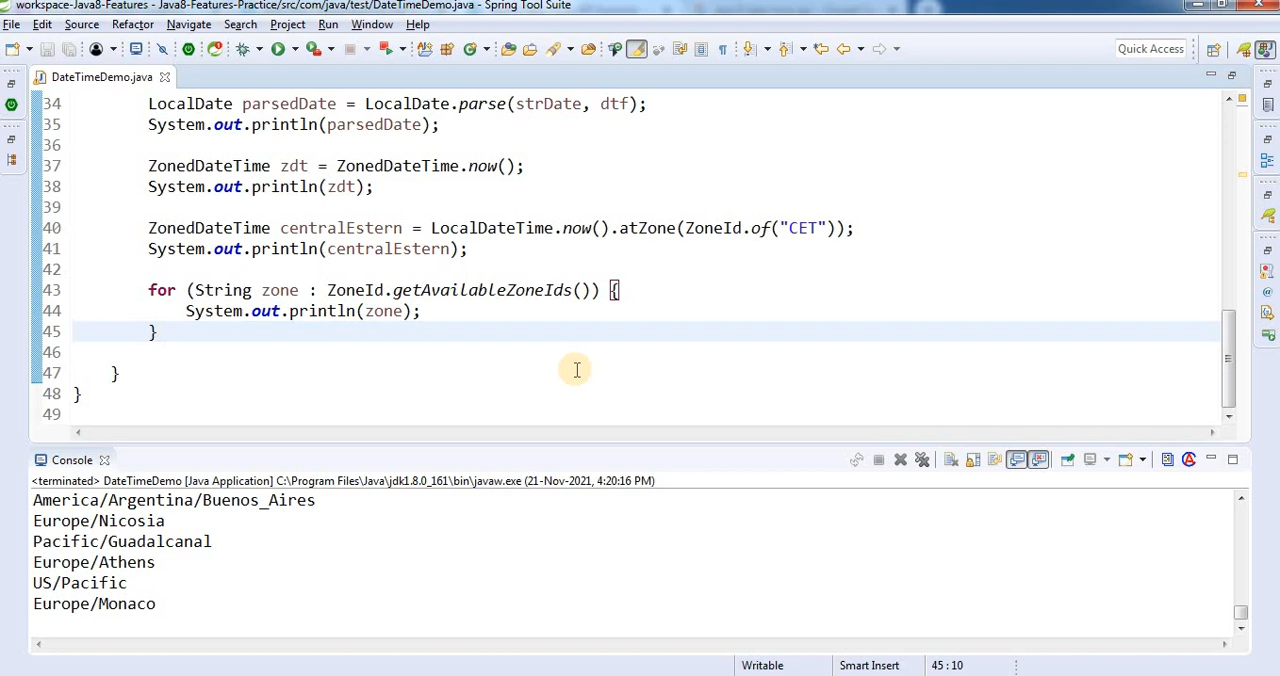 workspace-Java8-Features - Java8-Features-Practice/src/com/java/test/DateTimeDemo.java - Spring Tool Suite
File Edit Source Refactor Navigate Search Project Run Window Help
Quick Access
DateTimeDemo.java
34 LocalDate parsedDate = LocalDate.parse(strDate, dtf);
35 System.out.println(parsedDate);
36
37 ZonedDateTime zdt = ZonedDateTime.now();
38 System.out.println(zdt);
39
40 ZonedDateTime centralEstern = LocalDateTime.now().atZone(ZoneId.of("CET"));
41 System.out.println(centralEstern);
42
43 for (String zone : ZoneId.getAvailableZoneIds()) {
44 System.out.println(zone);
45 }
46
47 }
48 }
49
Console
<terminated> DateTimeDemo [Java Application] C:\Program Files\Java\jdk1.8.0_161\bin\javaw.exe (21-Nov-2021, 4:20:16 PM)
America/Argentina/Buenos_Aires
Europe/Nicosia
Pacific/Guadalcanal
Europe/Athens
US/Pacific
Europe/Monaco
Writable Smart Insert 45 : 10